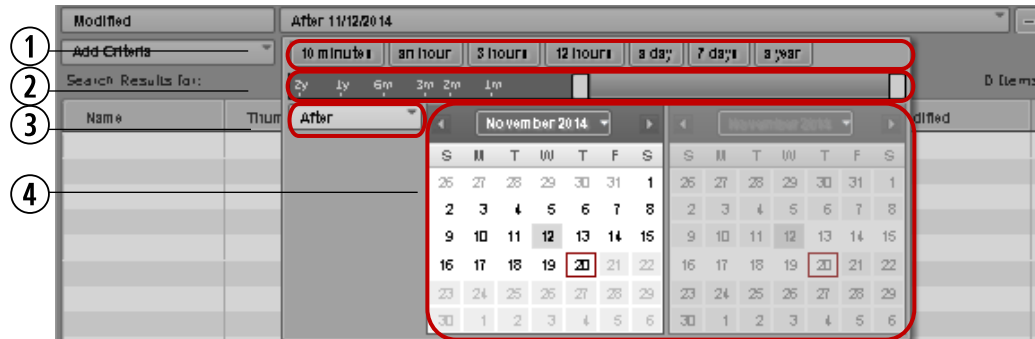 Modified After 11/12/2014
1 Add Criteria 10 minutes an hour 3 hours 12 hours a day 7 days a year
2 Search Results for: 2y 1y 6m 3m 2m 1m 0 Items
3 Name Thum After November 2014 November 2014 dified
S M T W T F S S M T W T F S
4 26 27 28 29 30 31 1 26 27 28 29 30 31 1
2 3 4 5 6 7 8 2 3 4 5 6 7 8
9 10 11 12 13 14 15 9 10 11 12 13 14 15
16 17 18 19 20 21 22 16 17 18 19 20 21 22
23 24 25 26 27 28 29 23 24 25 26 27 28 29
30 1 2 3 4 5 6 30 1 2 3 4 5 6